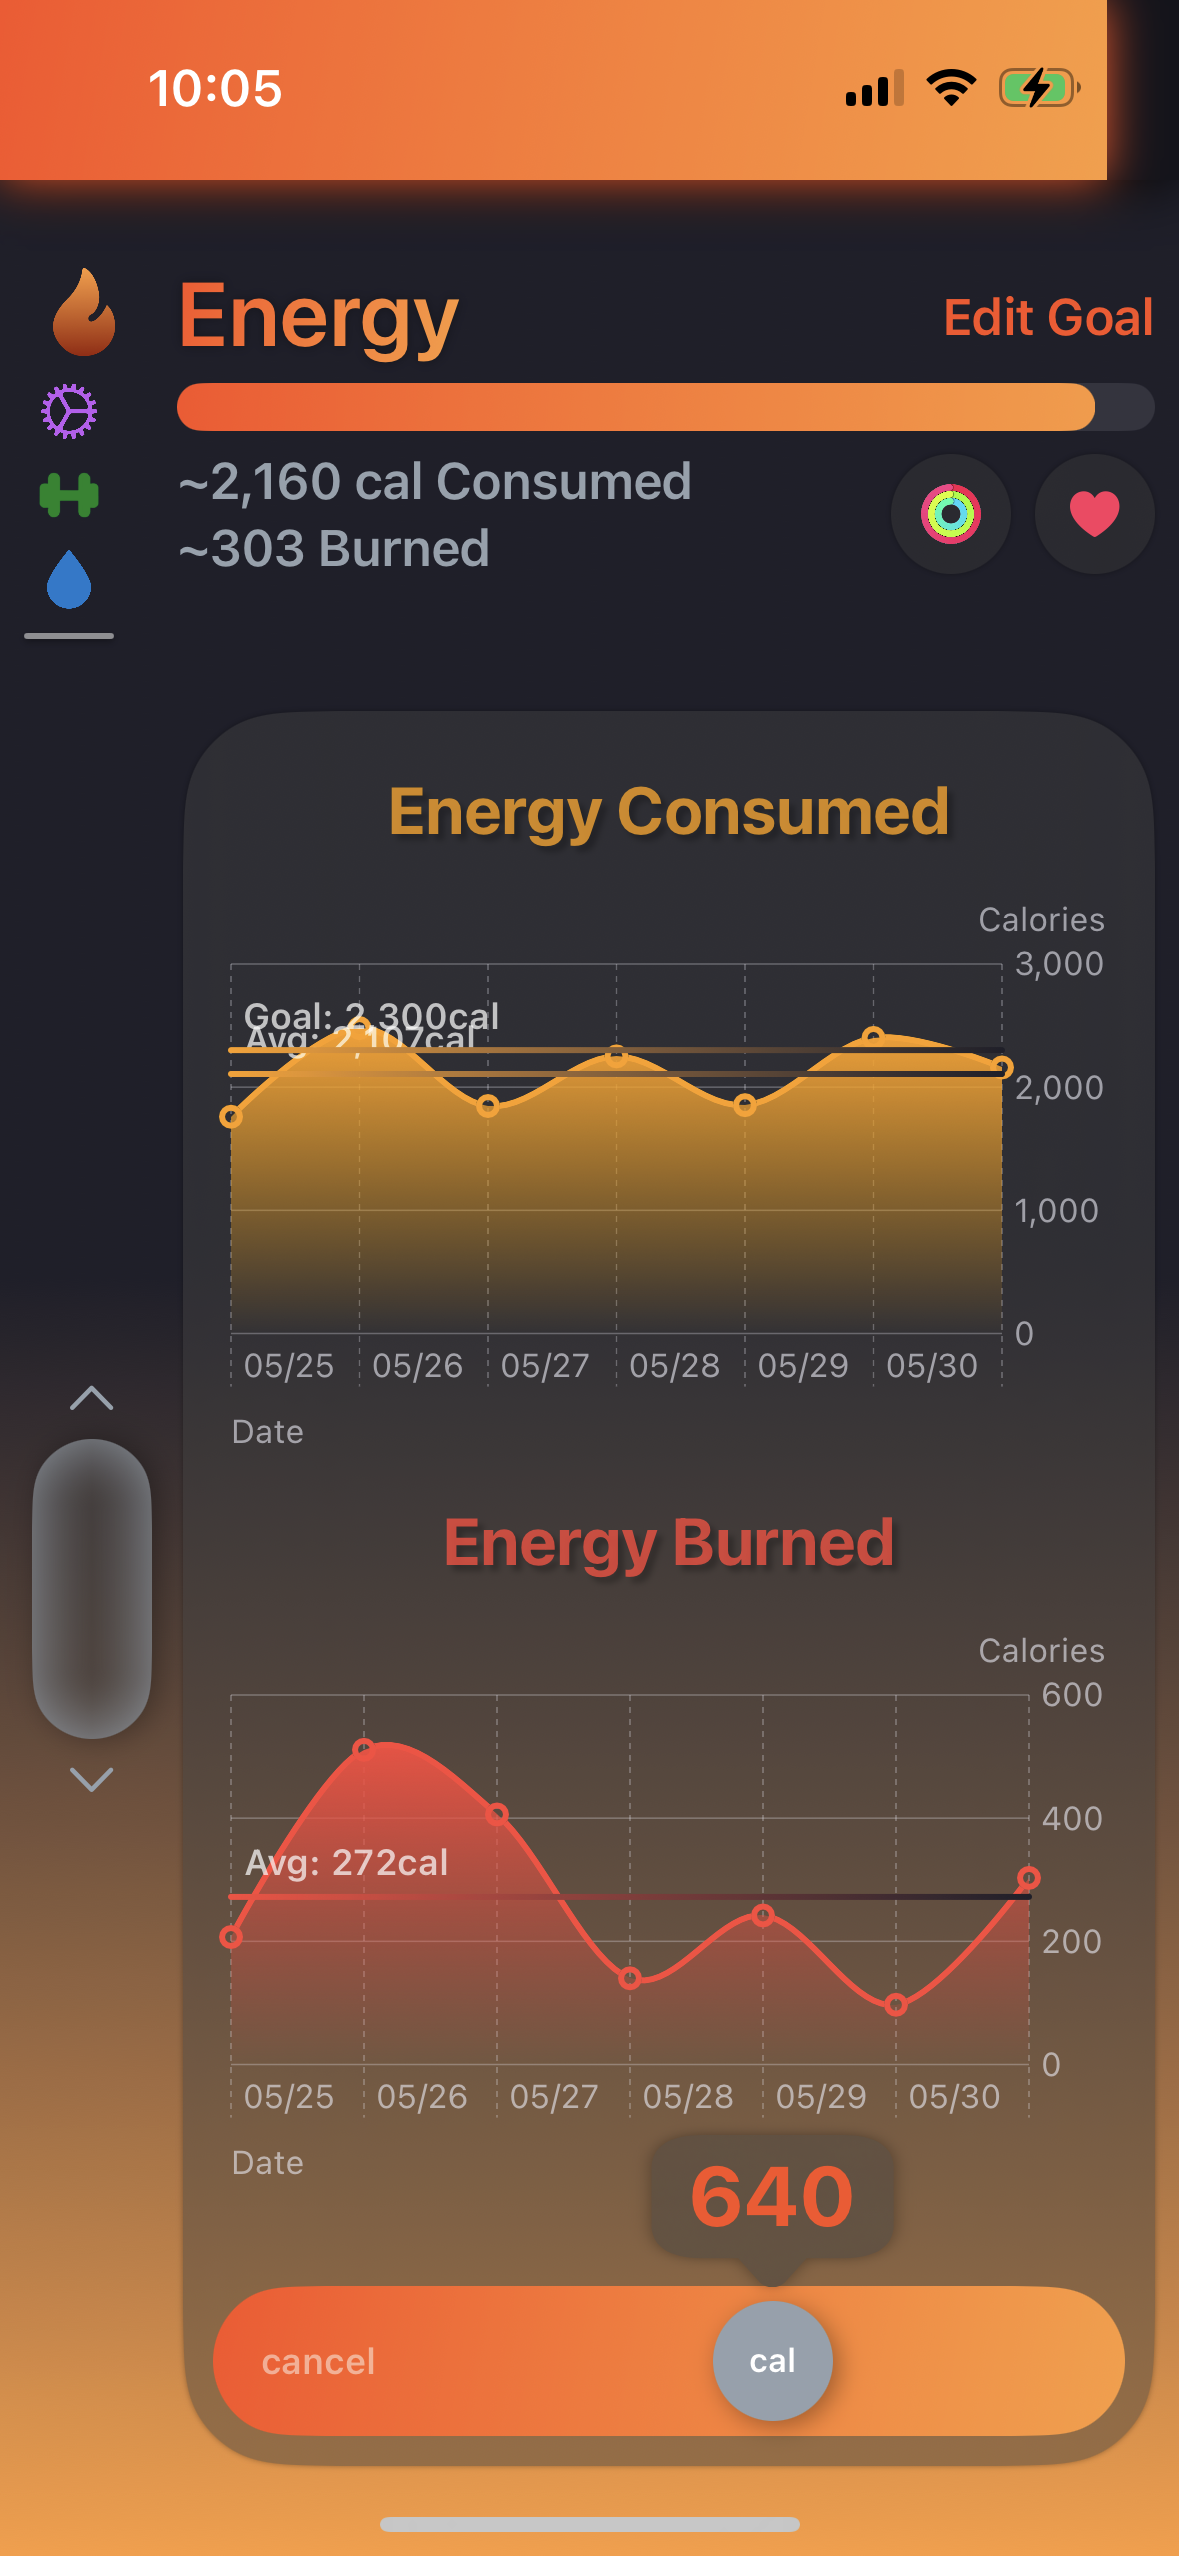 10:05
Energy
Edit Goal
~2,160 cal Consumed
~303 Burned
Energy Consumed
Calories
3,000
Goal: 2,300cal
Avg: 2,107cal
2,000
1,000
0
05/25 05/26 05/27 05/28 05/29 05/30
Date
Energy Burned
Calories
600
400
Avg: 272cal
200
0
05/25 05/26 05/27 05/28 05/29 05/30
Date
640
cancel
cal